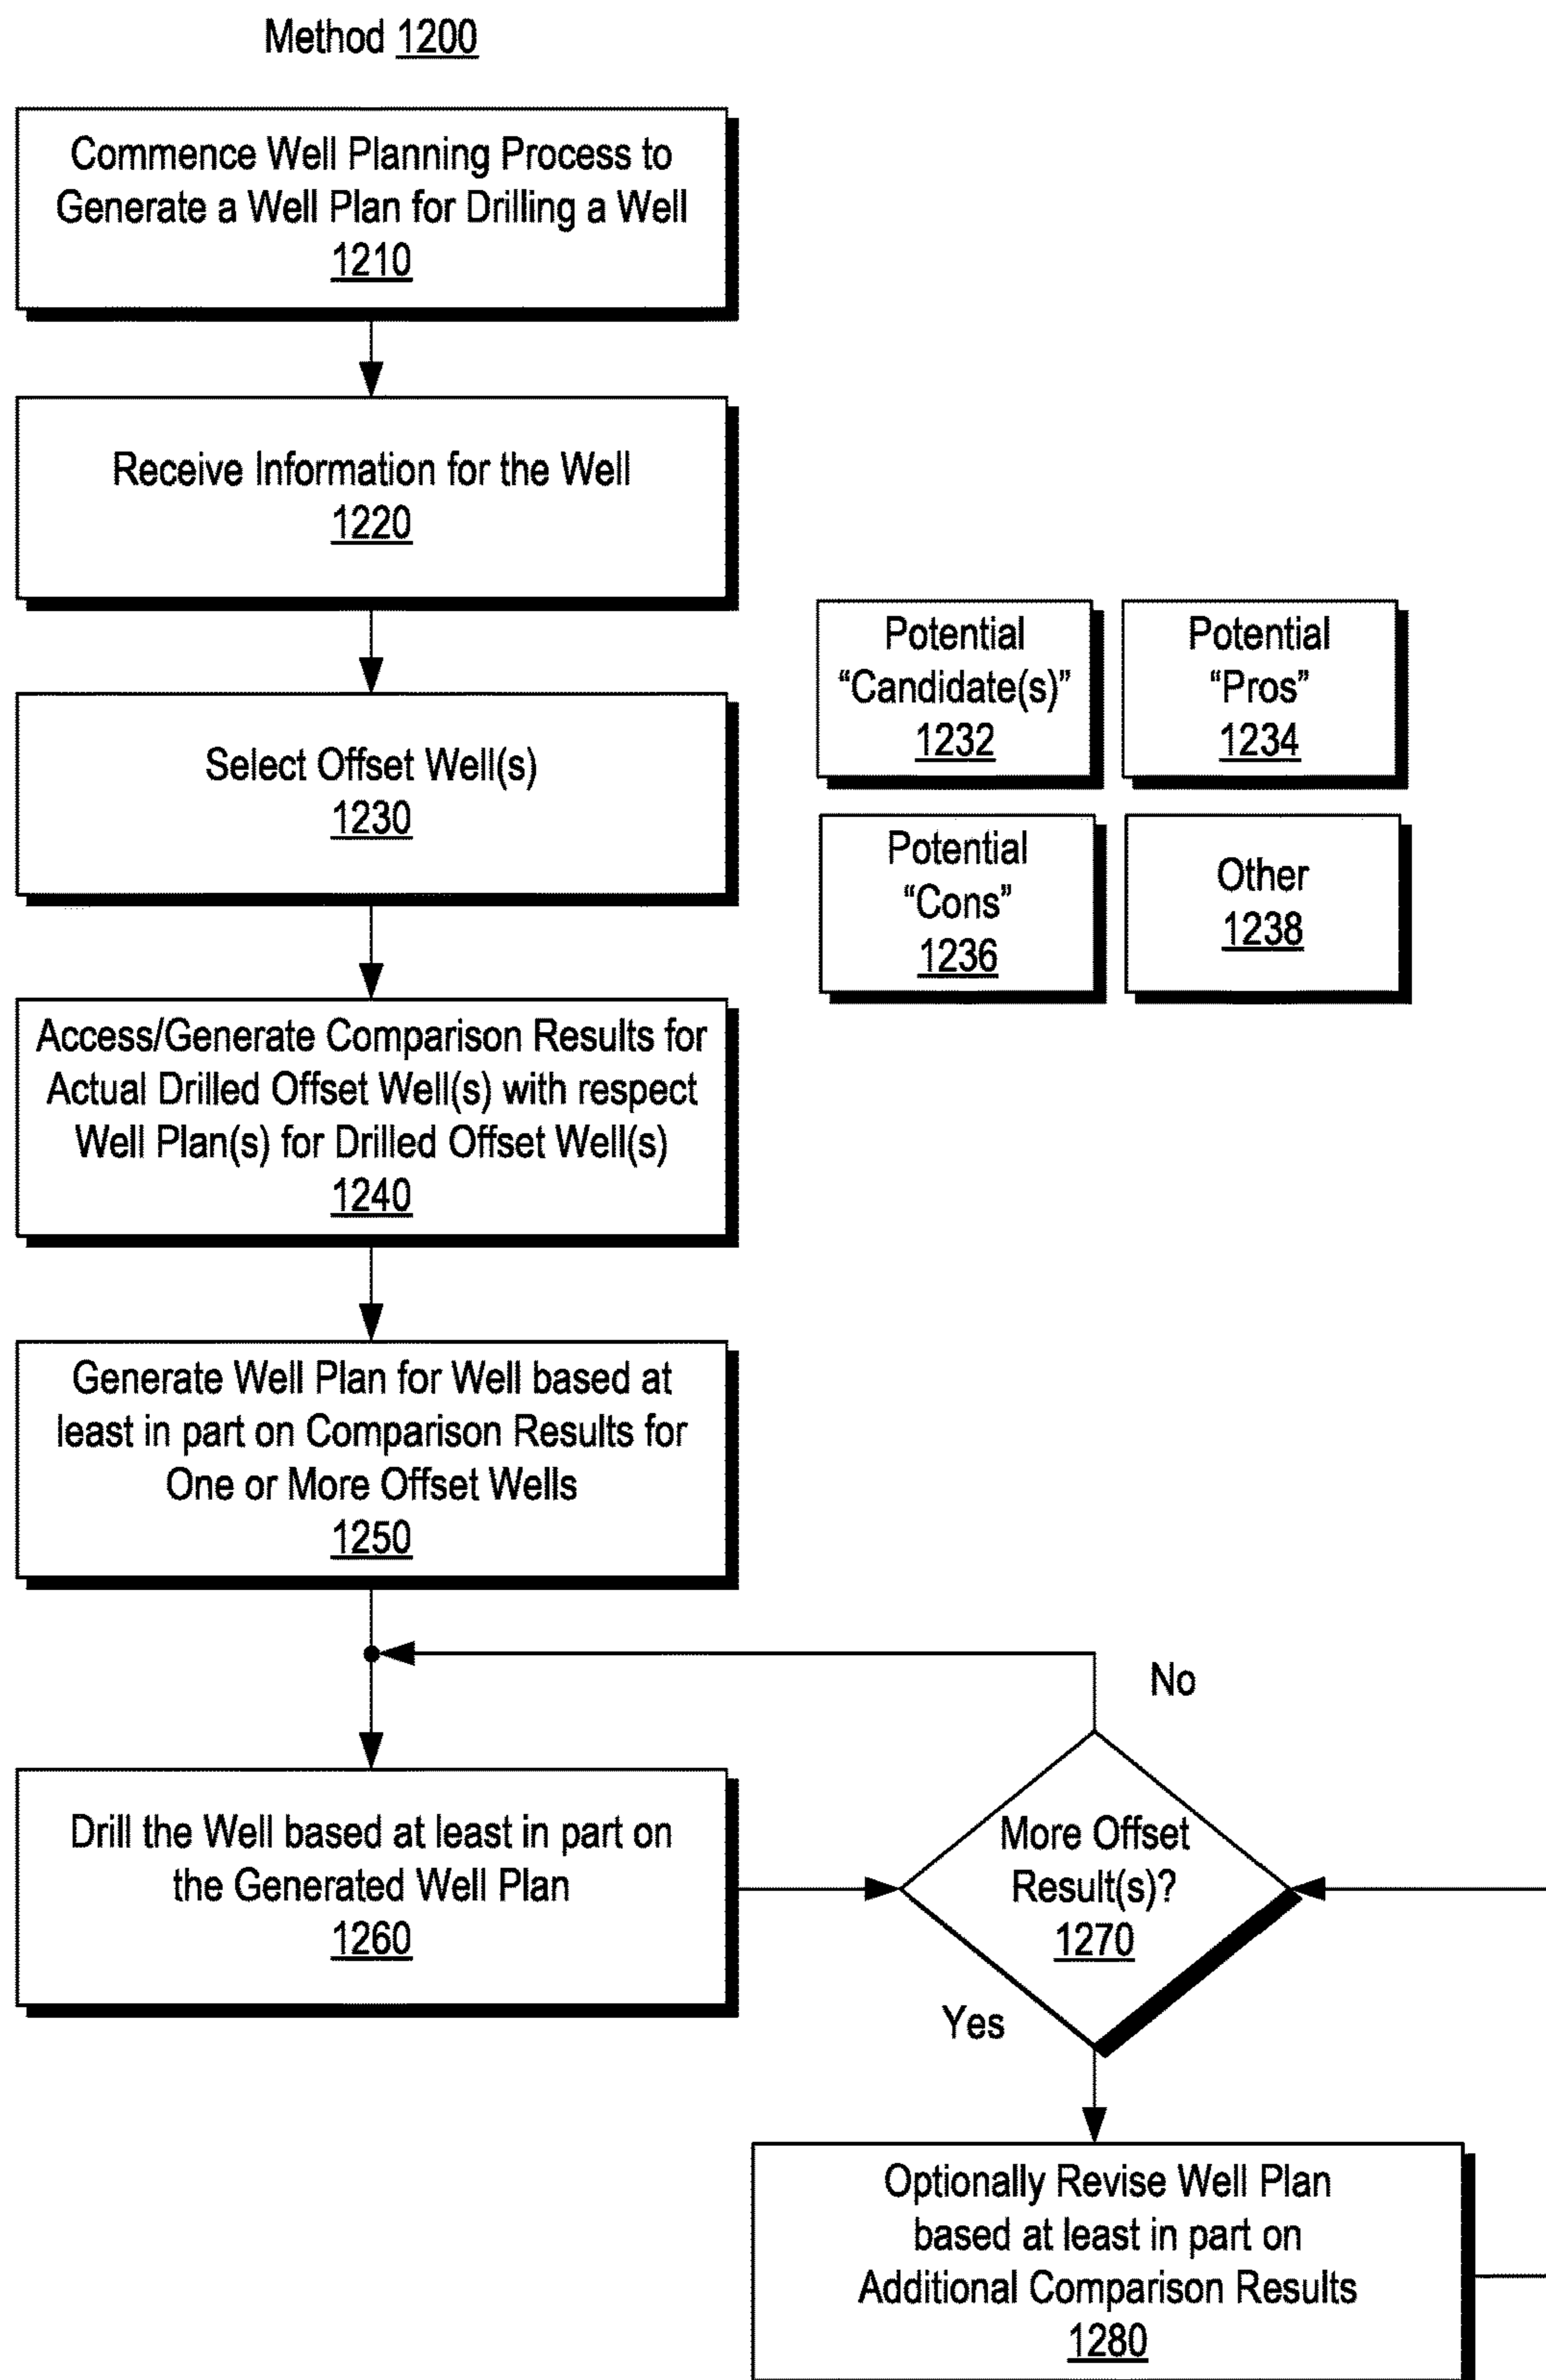 Method 1200
Commence Well Planning Process to
Generate a Well Plan for Drilling a Well
1210
Receive Information for the Well
1220
Select Offset Well(s)
1230
Potential
“Candidate(s)”
1232
Potential
“Pros”
1234
Potential
“Cons”
1236
Other
1238
Access/Generate Comparison Results for
Actual Drilled Offset Well(s) with respect
Well Plan(s) for Drilled Offset Well(s)
1240
Generate Well Plan for Well based at
least in part on Comparison Results for
One or More Offset Wells
1250
No
Drill the Well based at least in part on
the Generated Well Plan
1260
More Offset
Result(s)?
1270
Yes
Optionally Revise Well Plan
based at least in part on
Additional Comparison Results
1280